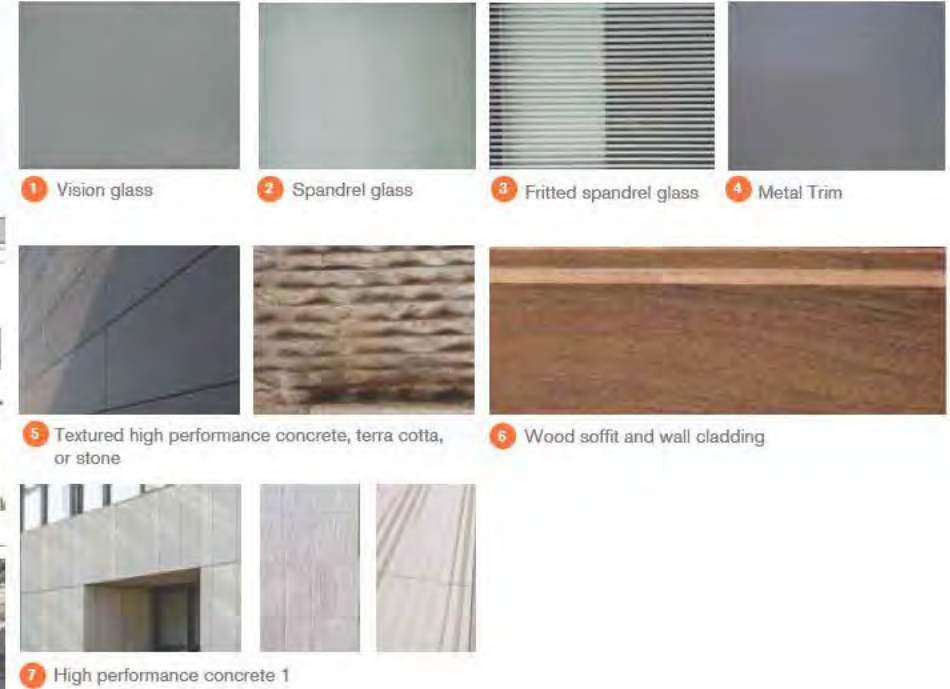 1 Vision glass
2 Spandrel glass
3 Fritted spandrel glass
4 Metal Trim
5 Textured high performance concrete, terra cotta,
or stone
6 Wood soffit and wall cladding
7 High performance concrete 1